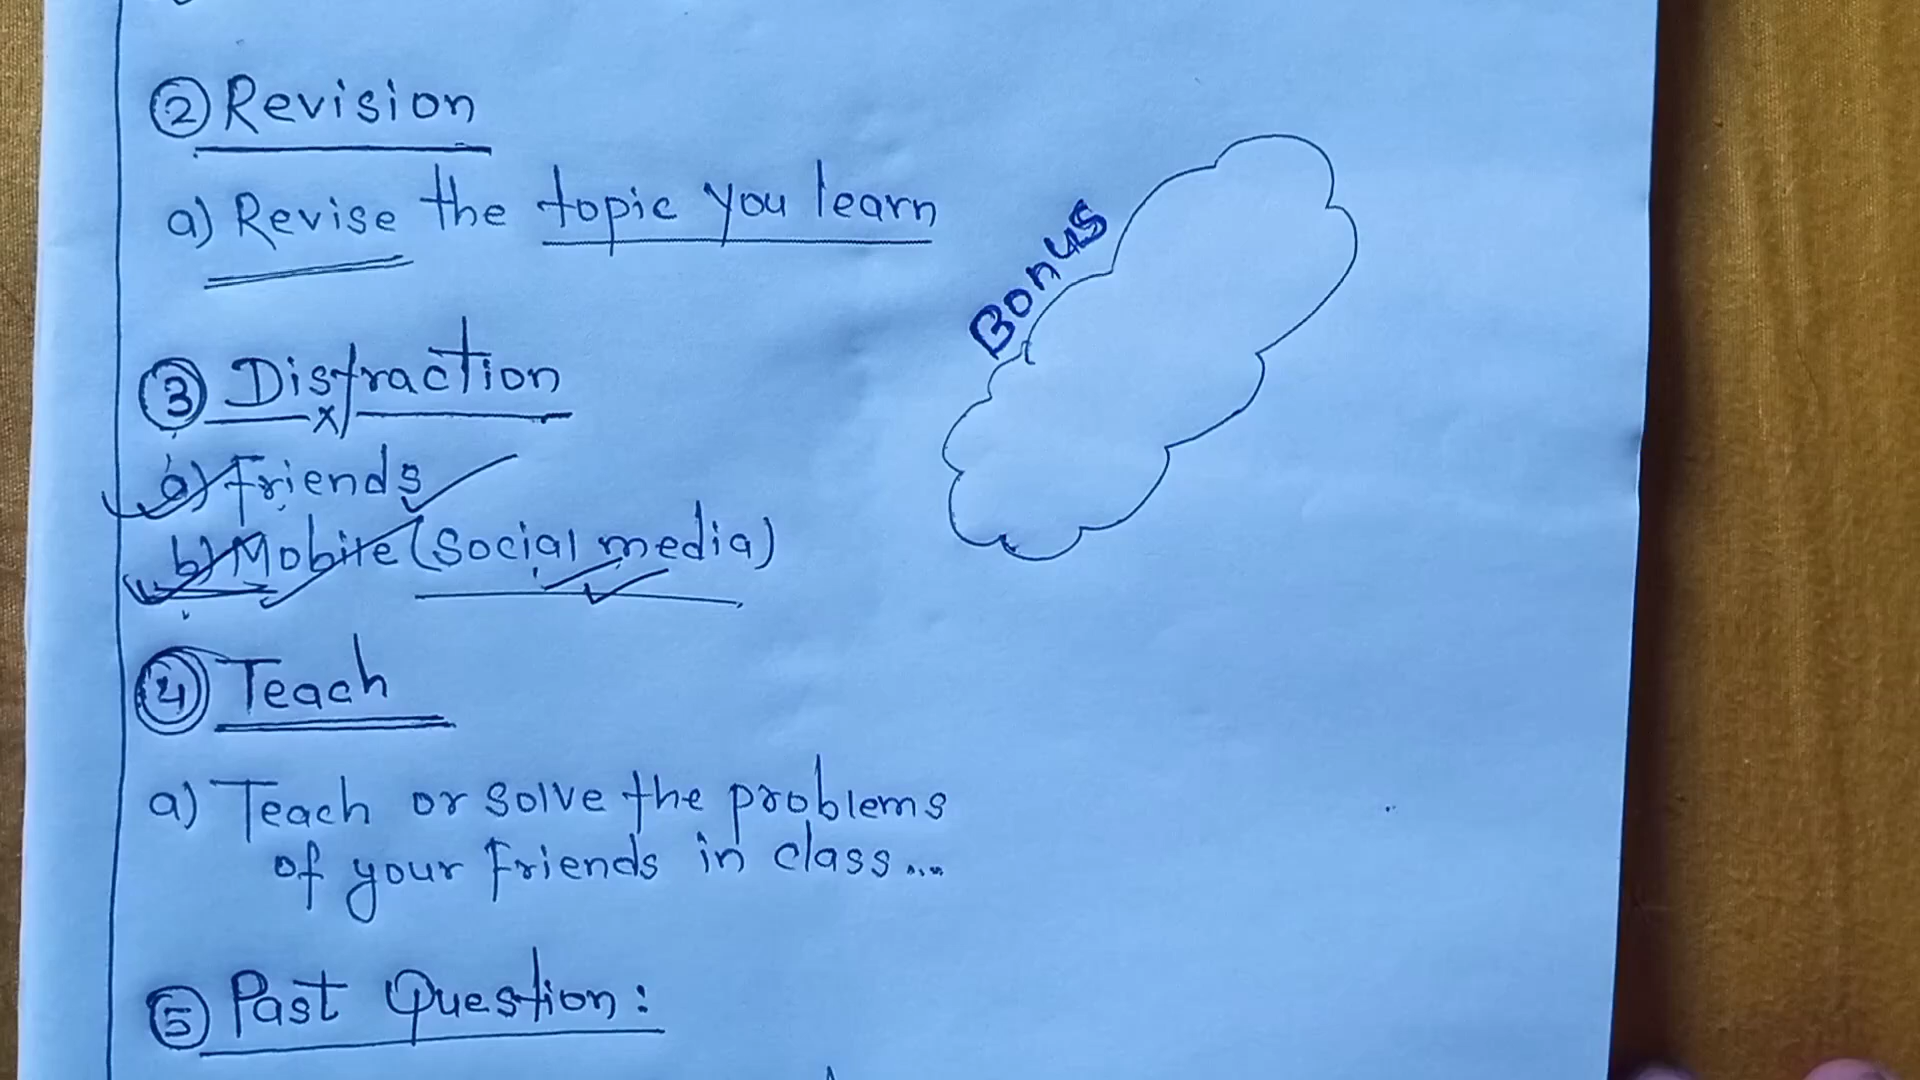 ② Revision
a) Revise the topic you learn
Bonus
③ Distraction
a) Friends
b) Mobile (social media)
④ Teach
a) Teach or solve the problems
of your friends in class....
⑤ Past Question: